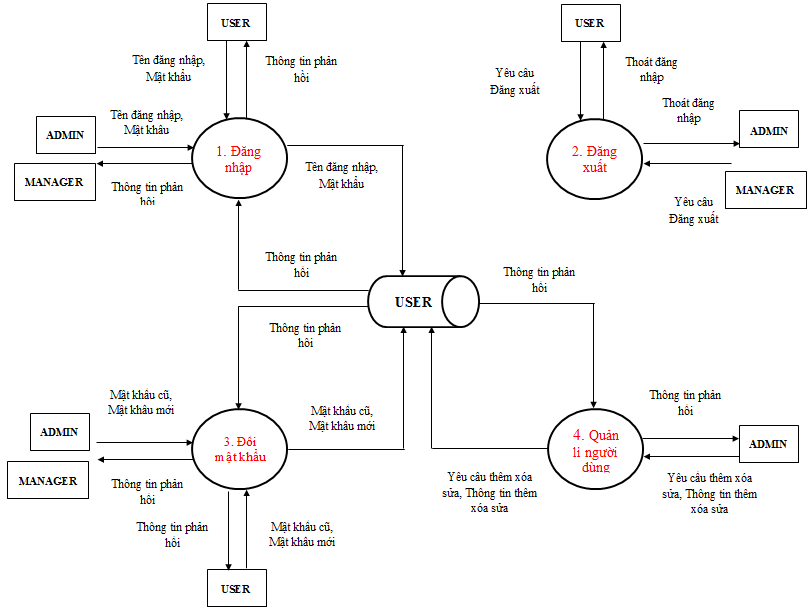 USER
Tên đăng nhập,
Mật khẩu
Thông tin phản
hồi
ADMIN
Tên đăng nhập,
Mật khẩu
MANAGER
Thông tin phản
hồi
1. Đăng
nhập
Tên đăng nhập,
Mật khẩu
USER
Yêu cầu
Đăng xuất
Thoát đăng
nhập
2. Đăng
xuất
Thoát đăng
nhập
ADMIN
MANAGER
Yêu cầu
Đăng xuất
Thông tin phản
hồi
USER
Thông tin phản
hồi
Thông tin phản
hồi
Mật khẩu cũ,
Mật khẩu mới
ADMIN
MANAGER
Thông tin phản
hồi
3. Đổi
mật khẩu
Mật khẩu cũ,
Mật khẩu mới
Thông tin phản
hồi
Mật khẩu cũ,
Mật khẩu mới
USER
4. Quản
lí người
dùng
Thông tin phản
hồi
ADMIN
Yêu cầu thêm xóa
sửa, Thông tin thêm
xóa sửa
Yêu cầu thêm xóa
sửa, Thông tin thêm
xóa sửa